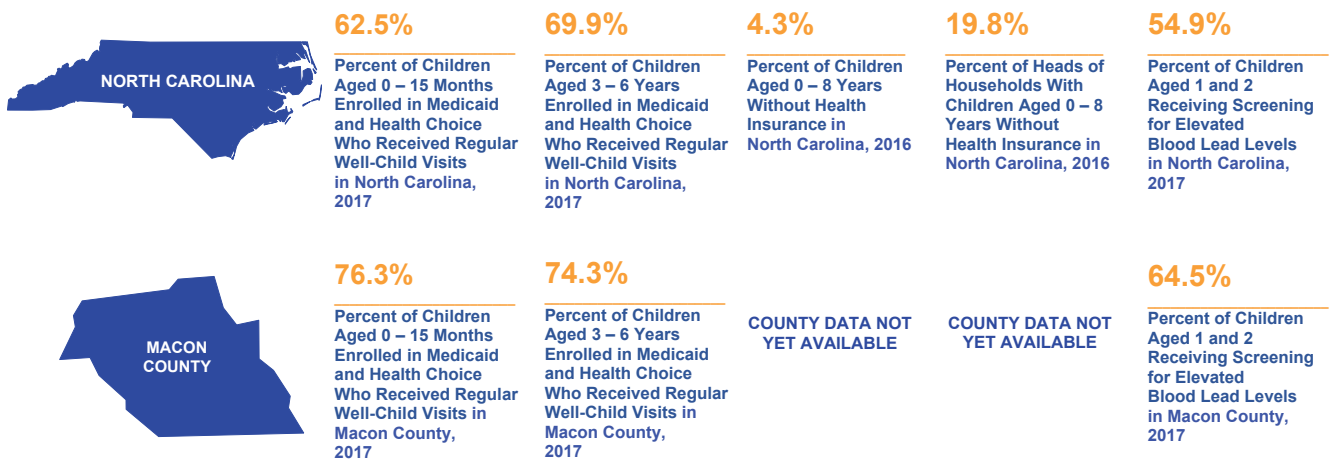 NORTH CAROLINA
62.5%
Percent of Children
Aged 0 – 15 Months
Enrolled in Medicaid
and Health Choice
Who Received Regular
Well-Child Visits
in North Carolina,
2017
69.9%
Percent of Children
Aged 3 – 6 Years
Enrolled in Medicaid
and Health Choice
Who Received Regular
Well-Child Visits
in North Carolina,
2017
4.3%
Percent of Children
Aged 0 – 8 Years
Without Health
Insurance in
North Carolina, 2016
19.8%
Percent of Heads of
Households With
Children Aged 0 – 8
Years Without
Health Insurance in
North Carolina, 2016
54.9%
Percent of Children
Aged 1 and 2
Receiving Screening
for Elevated
Blood Lead Levels
in North Carolina,
2017
MACON
COUNTY
76.3%
Percent of Children
Aged 0 – 15 Months
Enrolled in Medicaid
and Health Choice
Who Received Regular
Well-Child Visits in
Macon County,
2017
74.3%
Percent of Children
Aged 3 – 6 Years
Enrolled in Medicaid
and Health Choice
Who Received Regular
Well-Child Visits in
Macon County,
2017
COUNTY DATA NOT
YET AVAILABLE
COUNTY DATA NOT
YET AVAILABLE
64.5%
Percent of Children
Aged 1 and 2
Receiving Screening
for Elevated
Blood Lead Levels
in Macon County,
2017